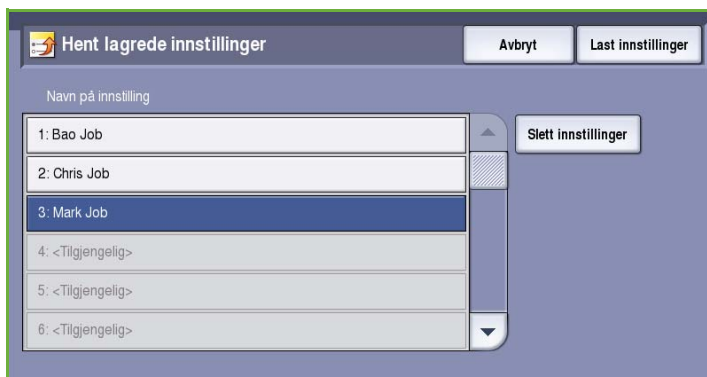 Hent lagrede innstillinger
Avbryt
Last innstillinger
Navn på innstilling
1: Bao Job
Slett innstillinger
2: Chris Job
3: Mark Job
4: <Tilgjengelig>
5: <Tilgjengelig>
6: <Tilgjengelig>